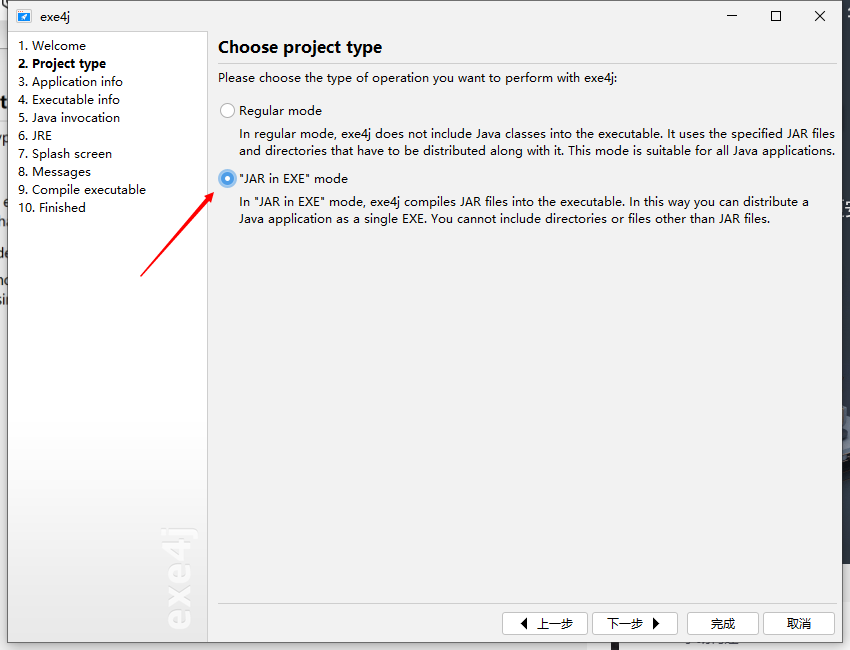 exe4j
1. Welcome
2. Project type
3. Application info
4. Executable info
5. Java invocation
6. JRE
7. Splash screen
8. Messages
9. Compile executable
10. Finished
exe4j
Choose project type
Please choose the type of operation you want to perform with exe4j:
Regular mode
In regular mode, exe4j does not include Java classes into the executable. It uses the specified JAR files
and directories that have to be distributed along with it. This mode is suitable for all Java applications.
"JAR in EXE" mode
In "JAR in EXE" mode, exe4j compiles JAR files into the executable. In this way you can distribute a
Java application as a single EXE. You cannot include directories or files other than JAR files.
上一步 下一步 完成 取消